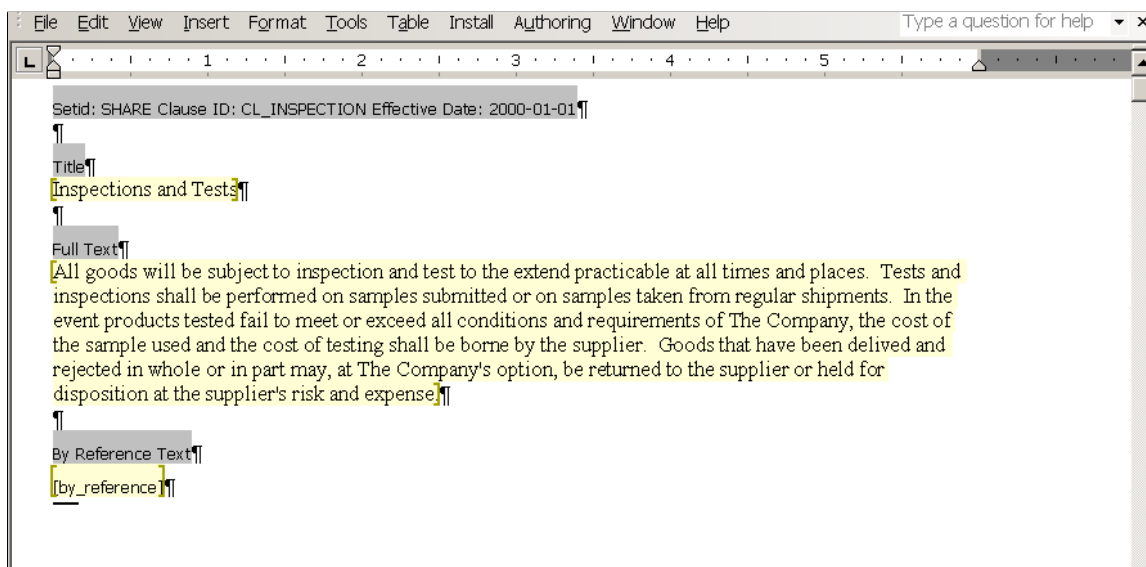 File Edit View Insert Format Tools Table Install Authoring Window Help Type a question for help
L 1 2 3 4 5
Setid: SHARE Clause ID: CL_INSPECTION Effective Date: 2000-01-01¶
¶
Title¶
[Inspections and Tests]¶
¶
Full Text¶
[All goods will be subject to inspection and test to the extend practicable at all times and places. Tests and
inspections shall be performed on samples submitted or on samples taken from regular shipments. In the
event products tested fail to meet or exceed all conditions and requirements of The Company, the cost of
the sample used and the cost of testing shall be borne by the supplier. Goods that have been delived and
rejected in whole or in part may, at The Company's option, be returned to the supplier or held for
disposition at the supplier's risk and expense.]¶
¶
By Reference Text¶
[[by_reference]]¶